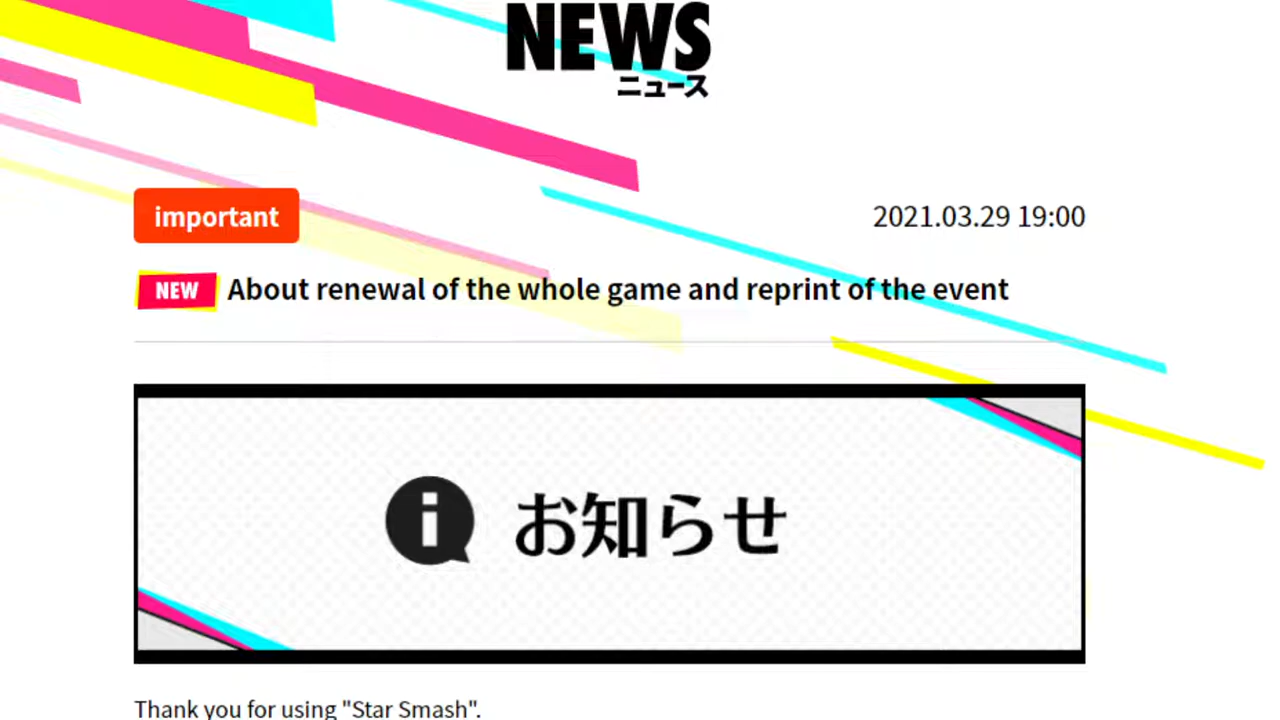 NEWS
ニュース
important
2021.03.29 19:00
NEW About renewal of the whole game and reprint of the event
i お知らせ
Thank you for using "Star Smash".